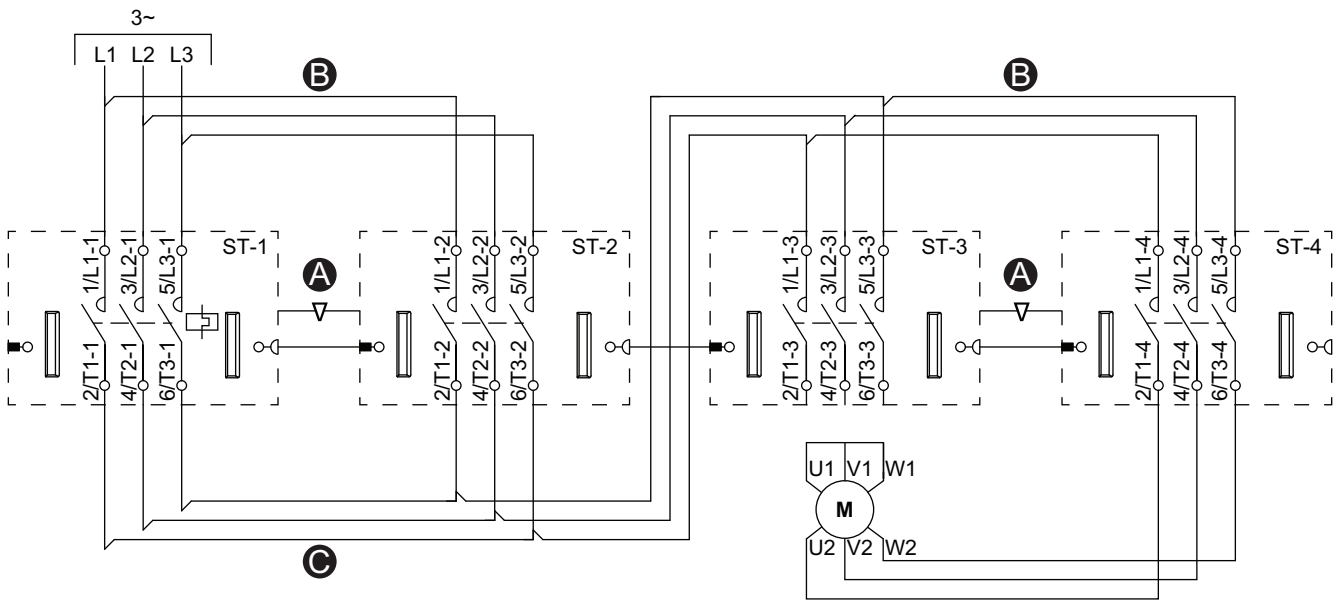 3~
L1 L2 L3
B
B
1/L1-1
3/L2-1
5/L3-1
ST-1
A
1/L1-2
3/L2-2
5/L3-2
ST-2
1/L1-3
3/L2-3
5/L3-3
ST-3
A
1/L1-4
3/L2-4
5/L3-4
ST-4
2/T1-1
4/T2-1
6/T3-1
2/T1-2
4/T2-2
6/T3-2
2/T1-3
4/T2-3
6/T3-3
2/T1-4
4/T2-4
6/T3-4
U1 V1 W1
M
U2 V2 W2
C